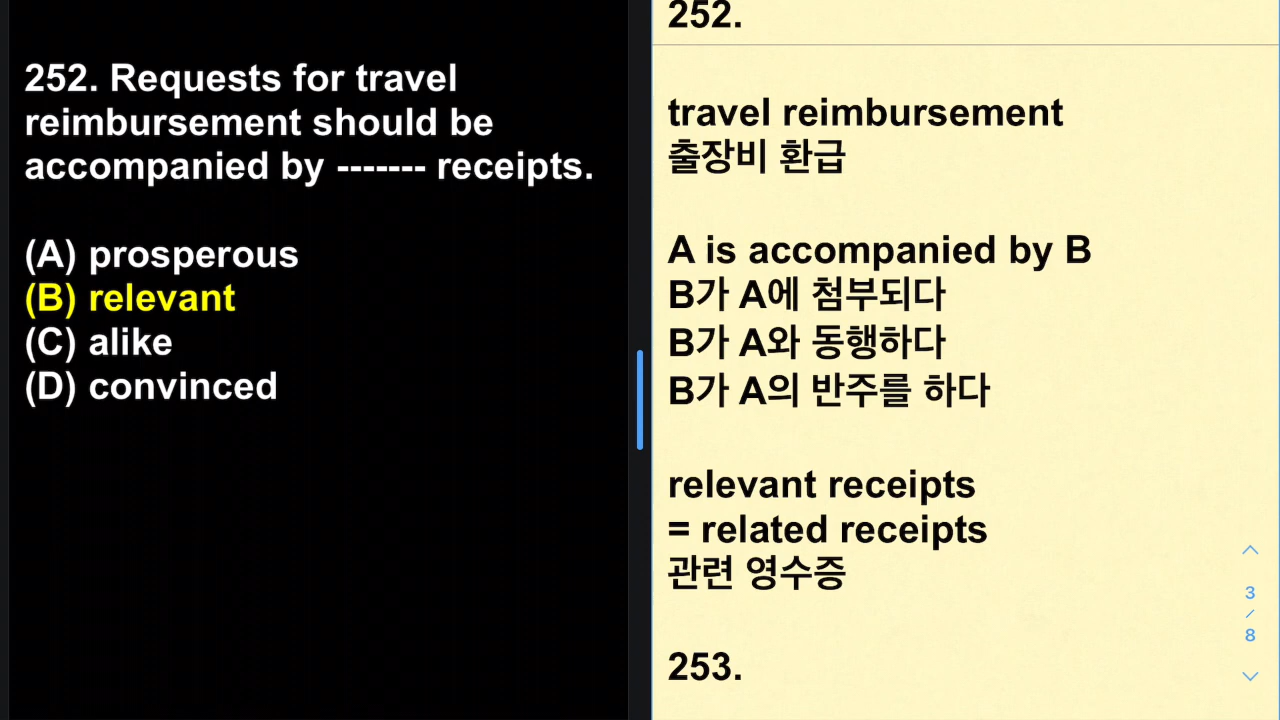 252. Requests for travel
reimbursement should be
accompanied by ------- receipts.
(A) prosperous
(B) relevant
(C) alike
(D) convinced
252.
travel reimbursement
출장비 환급
A is accompanied by B
B가 A에 첨부되다
B가 A와 동행하다
B가 A의 반주를 하다
relevant receipts
= related receipts
관련 영수증
253.
3
/
8